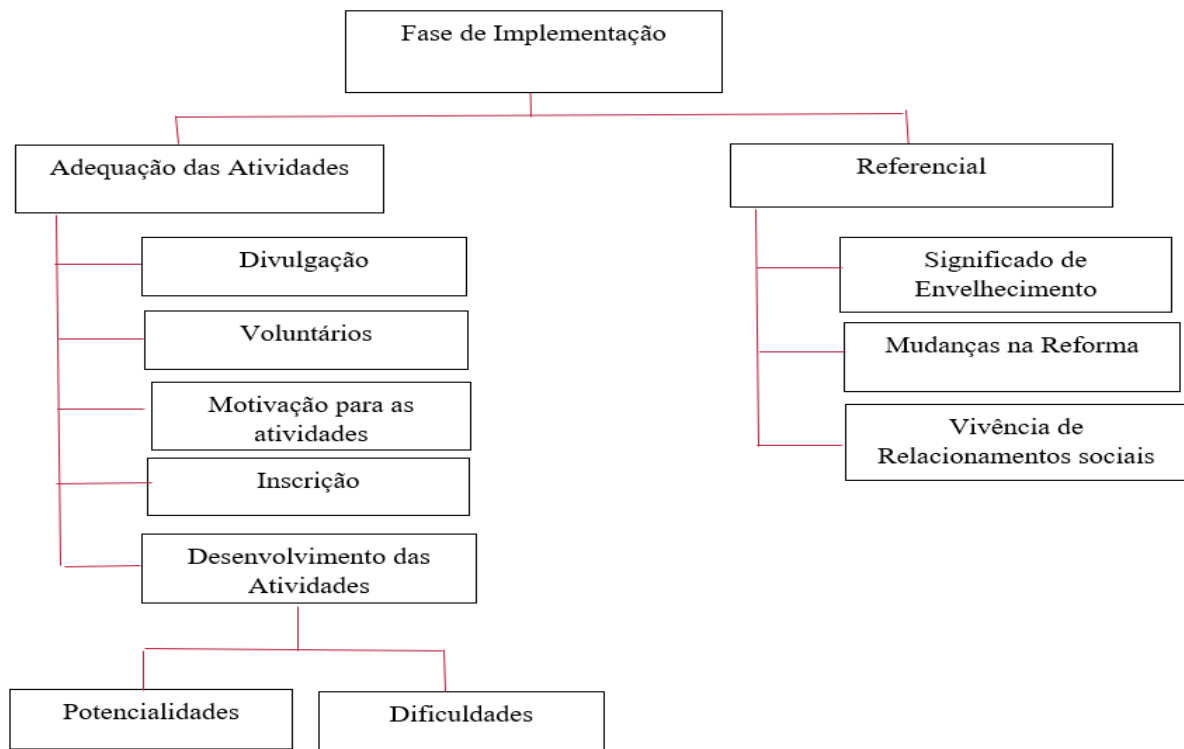 Fase de Implementação
Adequação das Atividades
Referencial
Divulgação
Voluntários
Motivação para as
atividades
Inscrição
Desenvolvimento das
Atividades
Potencialidades
Dificuldades
Significado de
Envelhecimento
Mudanças na Reforma
Vivência de
Relacionamentos sociais